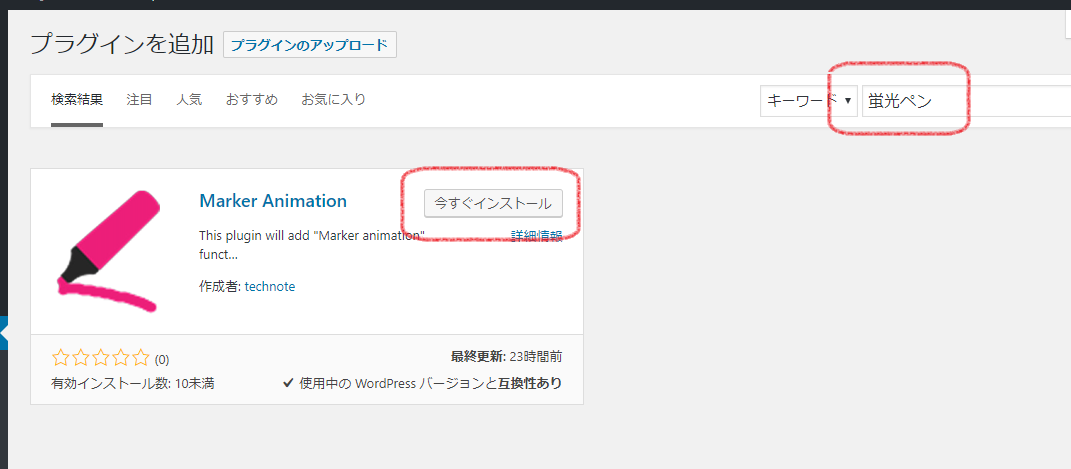 プラグインを追加 プラグインのアップロード
検索結果 注目 人気 おすすめ お気に入り キーワード ▼ 蛍光ペン
Marker Animation 今すぐインストール
This plugin will add "Marker animation" 詳細情報
funct...
作成者: technote
(0) 最終更新: 23時間前
有効インストール数: 10未満 ✔ 使用中の WordPress バージョンと互換性あり